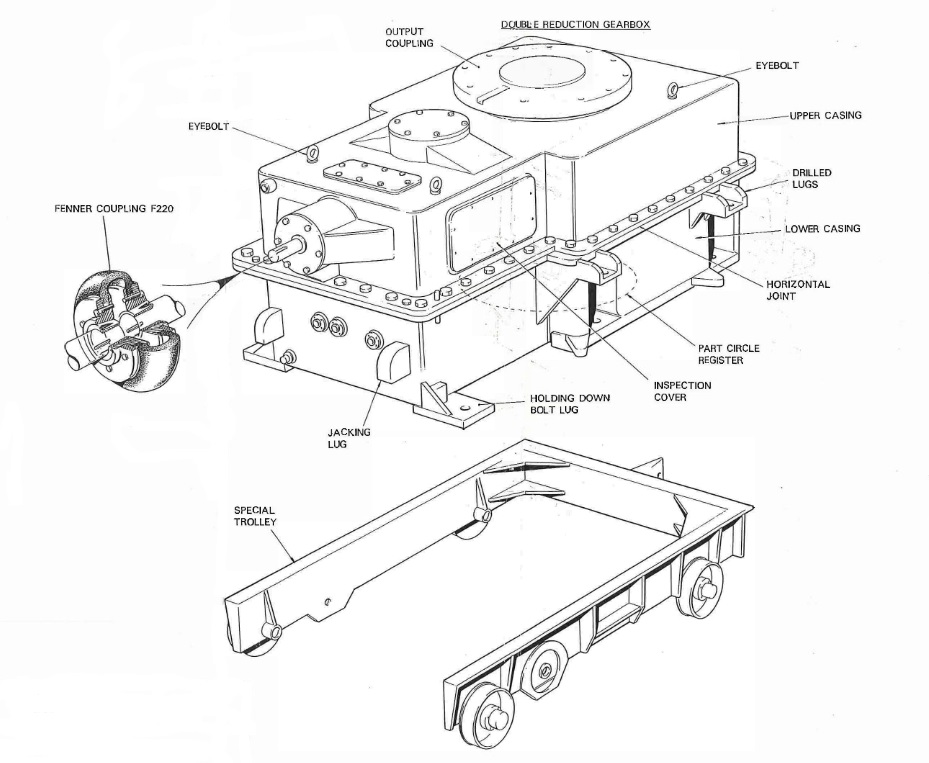 DOUBLE REDUCTION GEARBOX
OUTPUT
COUPLING
EYEBOLT
UPPER CASING
EYEBOLT
DRILLED
LUGS
FENNER COUPLING F220
LOWER CASING
HORIZONTAL
JOINT
PART CIRCLE
REGISTER
INSPECTION
COVER
HOLDING DOWN
BOLT LUG
JACKING
LUG
SPECIAL
TROLLEY